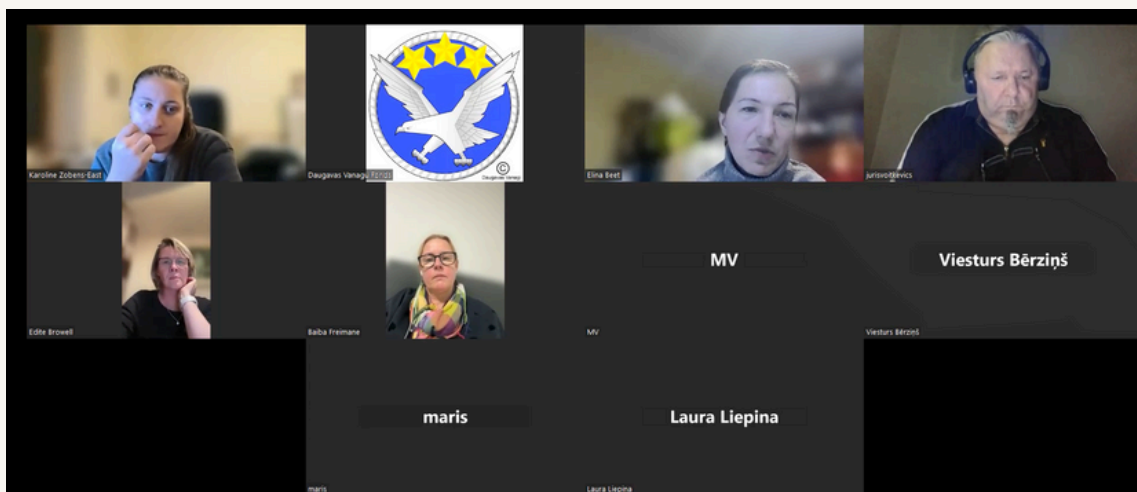 Karoline Zobens-East
Daugavas Vanagu Fonds
©
Daugavas Vanagi
Elina Beet
jurisvoitkevics
Edite Browell
Baiba Freimane
MV
MV
Viesturs Bērziņš
Viesturs Bērziņš
maris
maris
Laura Liepina
Laura Liepina